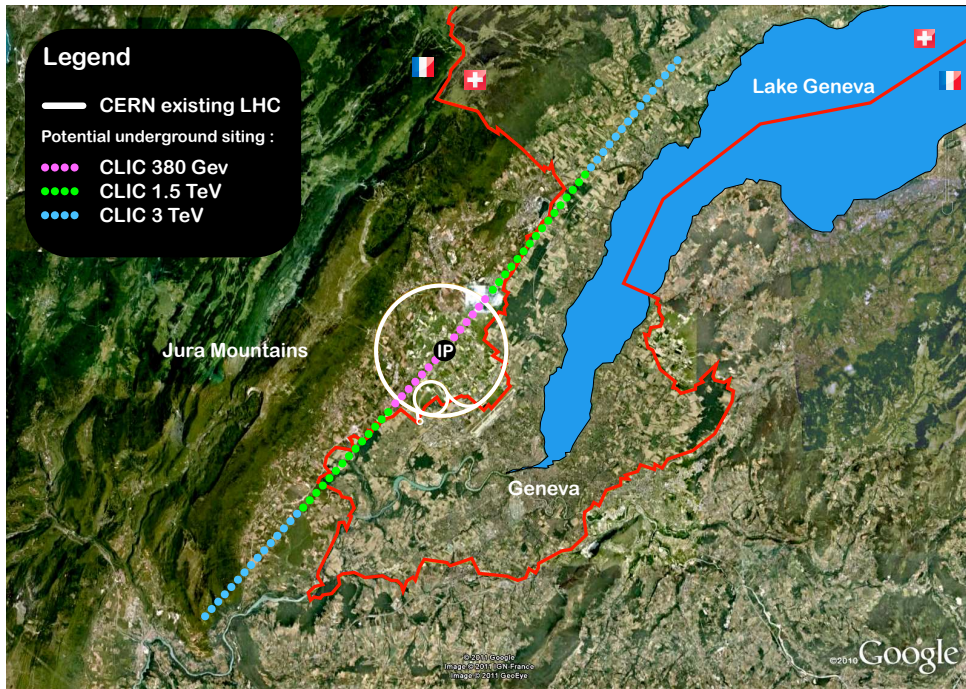 Legend
CERN existing LHC
Potential underground siting :
CLIC 380 Gev
CLIC 1.5 TeV
CLIC 3 TeV
Lake Geneva
Jura Mountains
IP
Geneva
© 2011 Google
Image © 2011 IGN-France
Image © 2011 GeoEye
©2010 Google